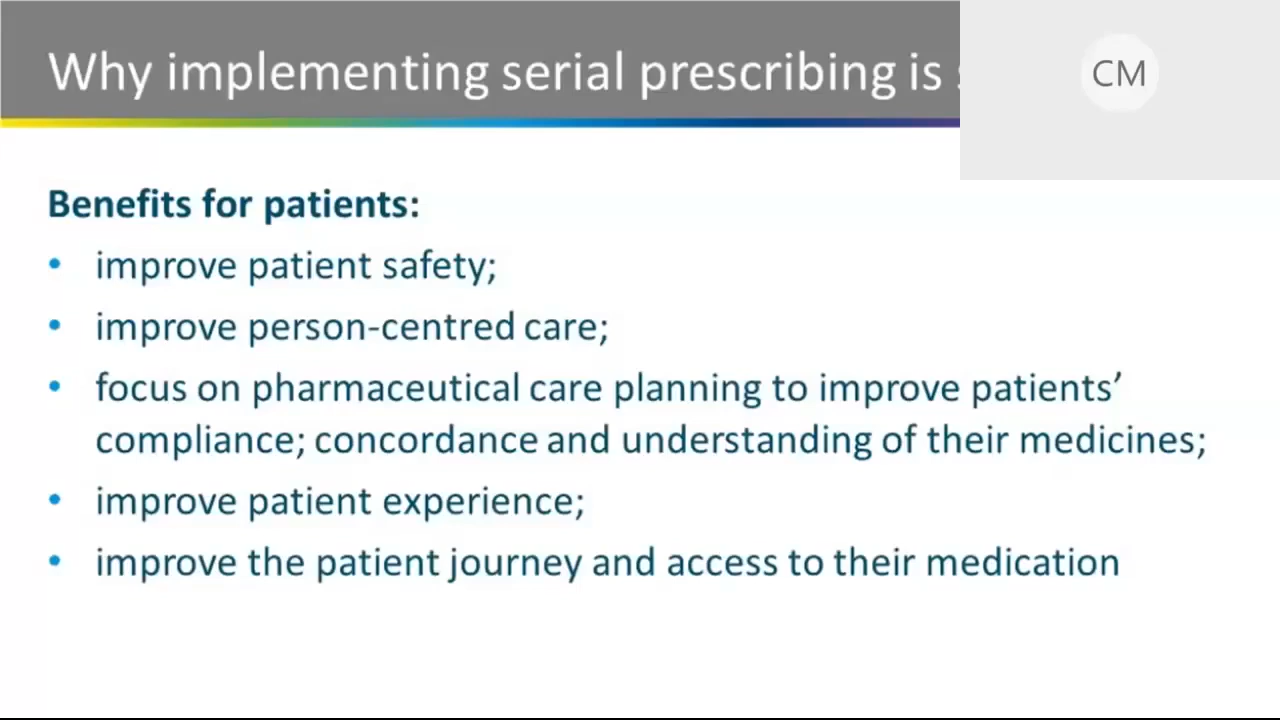 Why implementing serial prescribing is
CM
Benefits for patients:
• improve patient safety;
• improve person-centred care;
• focus on pharmaceutical care planning to improve patients’
compliance; concordance and understanding of their medicines;
• improve patient experience;
• improve the patient journey and access to their medication